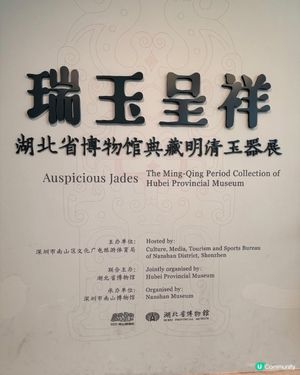 瑞玉呈祥
湖北省博物馆典藏明清玉器展
Auspicious Jades
The Ming-Qing Period Collection of
Hubei Provincial Museum
主办单位:
深圳市南山区文化广电旅游体育局
Hosted by:
Culture, Media, Tourism and Sports Bureau
of Nanshan District, Shenzhen
联合主办:
湖北省博物馆
Jointly organised by:
Hubei Provincial Museum
承办单位:
深圳市南山博物馆
Organised by:
Nanshan Museum
湖北省博物馆
HUBEI PROVINCIAL MUSEUM
U Community